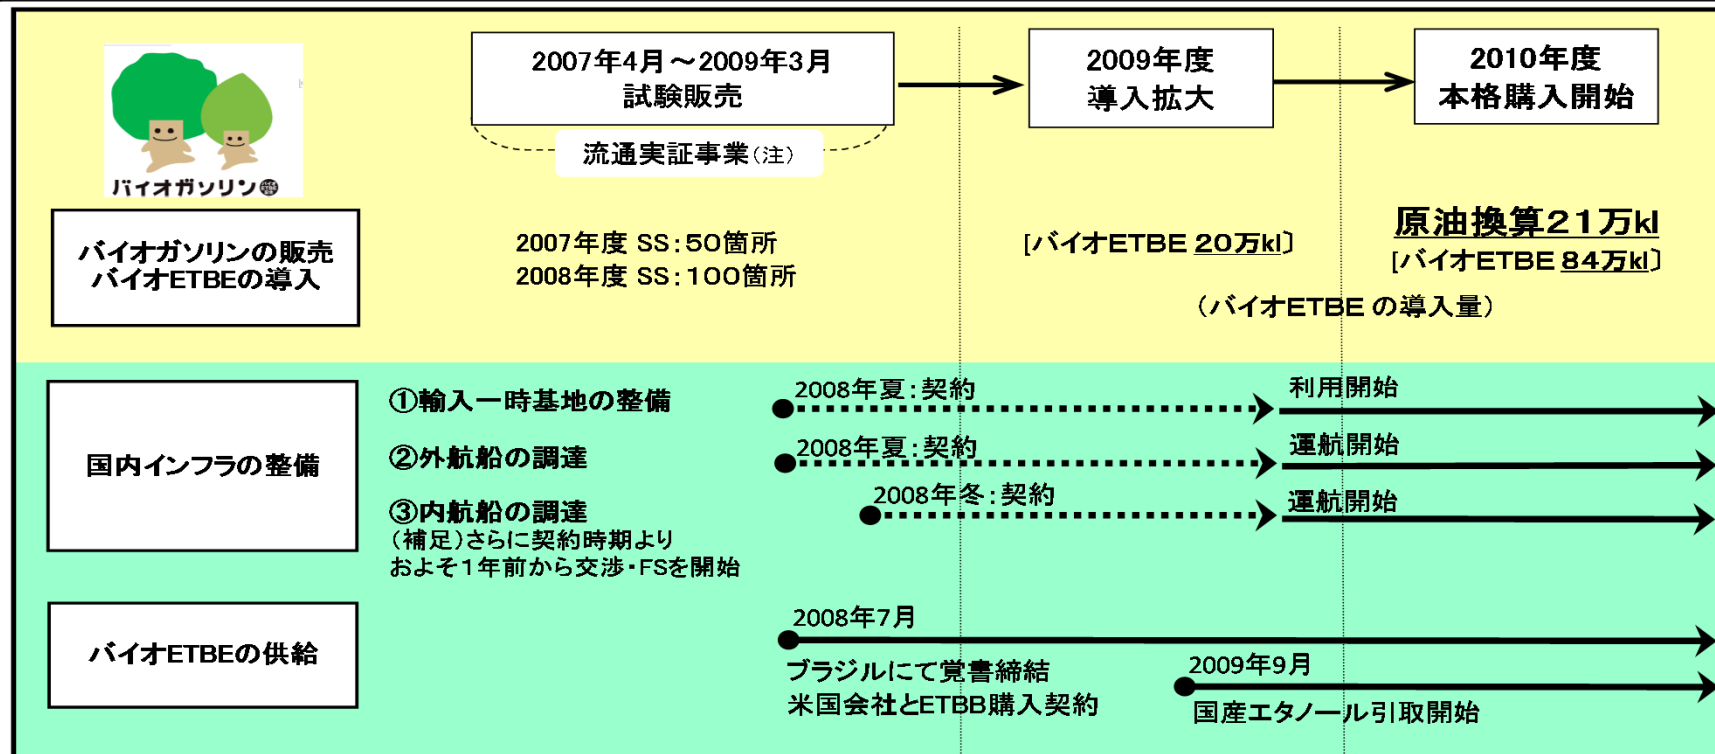 2007年4月～2009年3月
試験販売
流通実証事業(注)
2009年度
導入拡大
2010年度
本格購入開始
バイオガソリン
バイオガソリンの販売
バイオETBEの導入
2007年度 SS:50箇所
2008年度 SS:100箇所
[バイオETBE 20万kl〕
原油換算21万kl
[バイオETBE 84万kl〕
（バイオETBE の導入量）
国内インフラの整備
①輸入一時基地の整備
2008年夏:契約
利用開始
②外航船の調達
2008年夏:契約
運航開始
③内航船の調達
2008年冬:契約
運航開始
（補足）さらに契約時期より
およそ１年前から交渉・FSを開始
バイオETBEの供給
2008年7月
ブラジルにて覚書締結
米国会社とETBB購入契約
2009年9月
国産エタノール引取開始